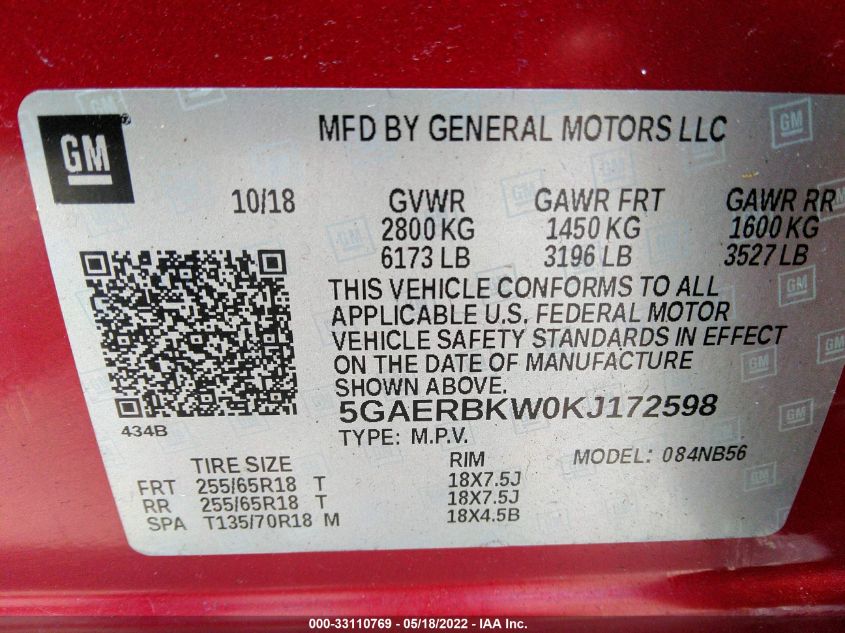 GM
MFD BY GENERAL MOTORS LLC
10/18 GVWR GAWR FRT GAWR RR
2800 KG 1450 KG 1600 KG
6173 LB 3196 LB 3527 LB
THIS VEHICLE CONFORMS TO ALL
APPLICABLE U.S. FEDERAL MOTOR
VEHICLE SAFETY STANDARDS IN EFFECT
ON THE DATE OF MANUFACTURE
SHOWN ABOVE.
5GAERBKW0KJ172598
434B
TYPE: M.P.V.
MODEL: 084NB56
TIRE SIZE RIM
FRT 255/65R18 T 18X7.5J
RR 255/65R18 T 18X7.5J
SPA T135/70R18 M 18X4.5B
000-33110769 - 05/18/2022 - IAA Inc.